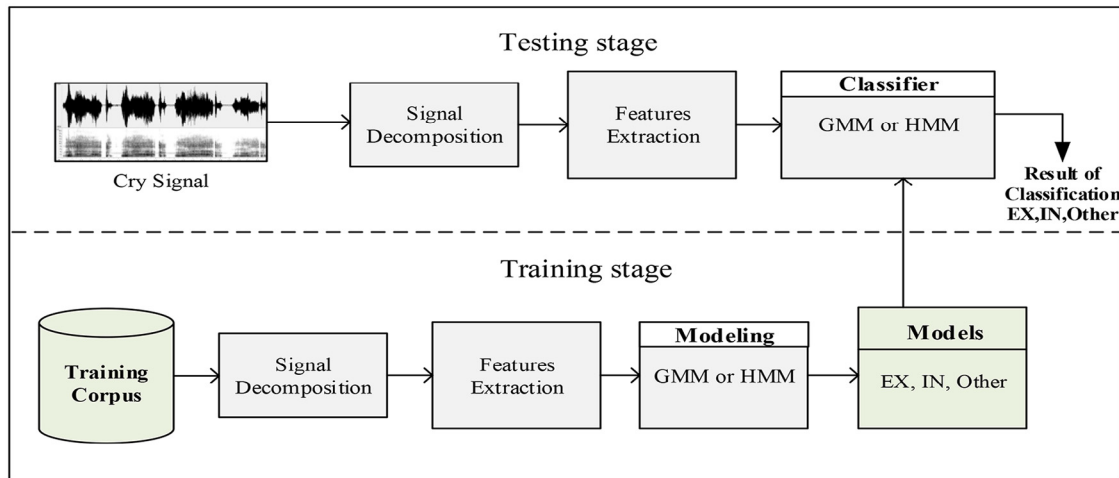 Testing stage
Cry Signal
Signal
Decomposition
Features
Extraction
Classifier
GMM or HMM
Result of
Classification
EX,IN,Other
Training stage
Training
Corpus
Signal
Decomposition
Features
Extraction
Modeling
GMM or HMM
Models
EX, IN, Other